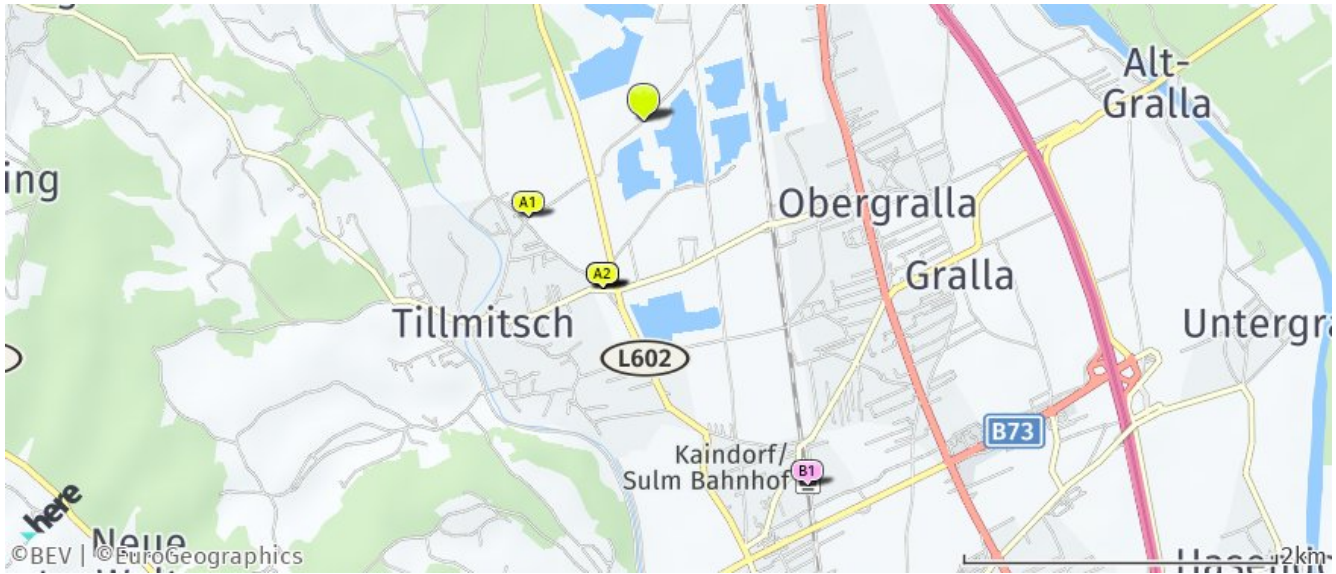 Alt-
Gralla
ing
A1
Obergralla
A2
Gralla
Tillmitsch
Untergra
L602
B73
Kaindorf/
Sulm Bahnhof
B1
here
Neue
©BEV | ©EuroGeographics
2km